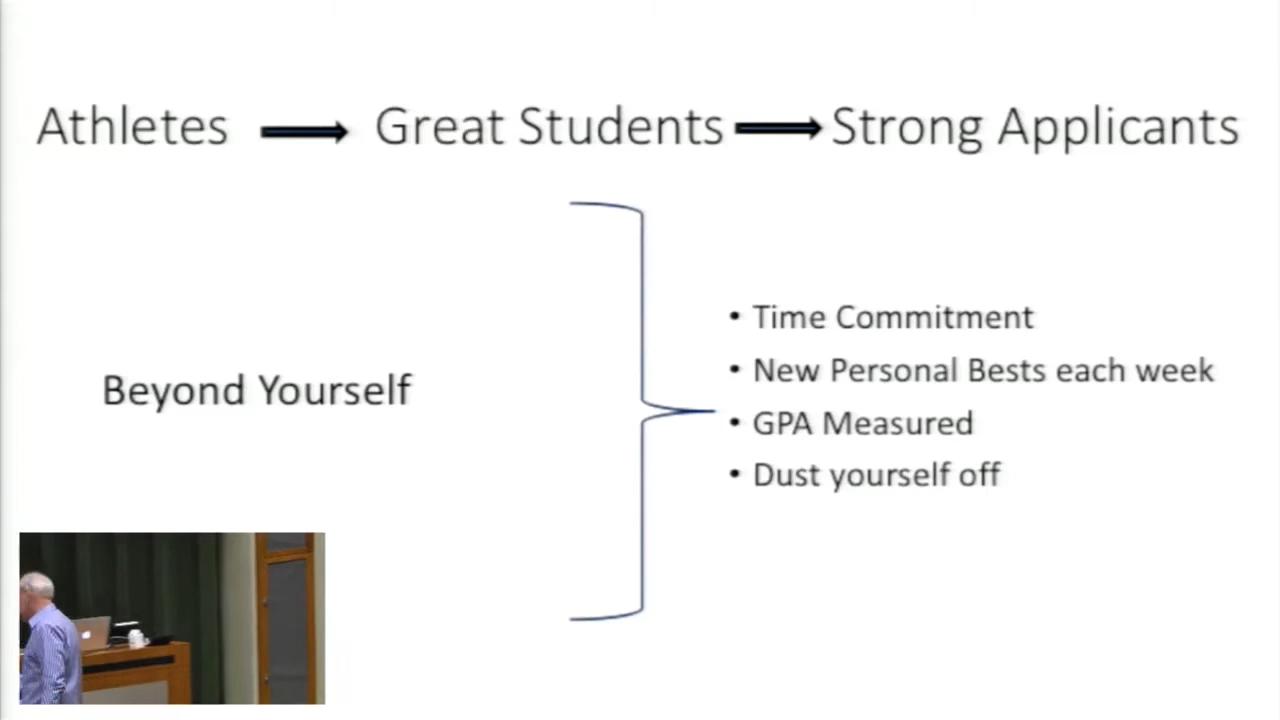 Athletes → Great Students → Strong Applicants
Beyond Yourself
• Time Commitment
• New Personal Bests each week
• GPA Measured
• Dust yourself off